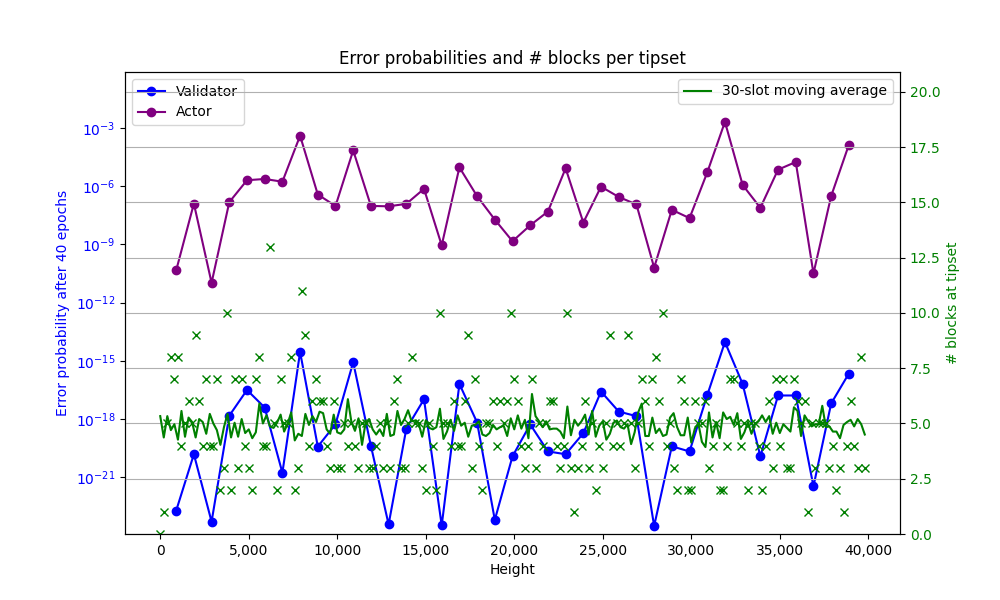 Error probabilities and # blocks per tipset
Validator
Actor
30-slot moving average
Error probability after 40 epochs
10⁻³
10⁻⁶
10⁻⁹
10⁻¹²
10⁻¹⁵
10⁻¹⁸
10⁻²¹
20.0
17.5
15.0
12.5
10.0
7.5
5.0
2.5
0.0
# blocks at tipset
0 5,000 10,000 15,000 20,000 25,000 30,000 35,000 40,000
Height